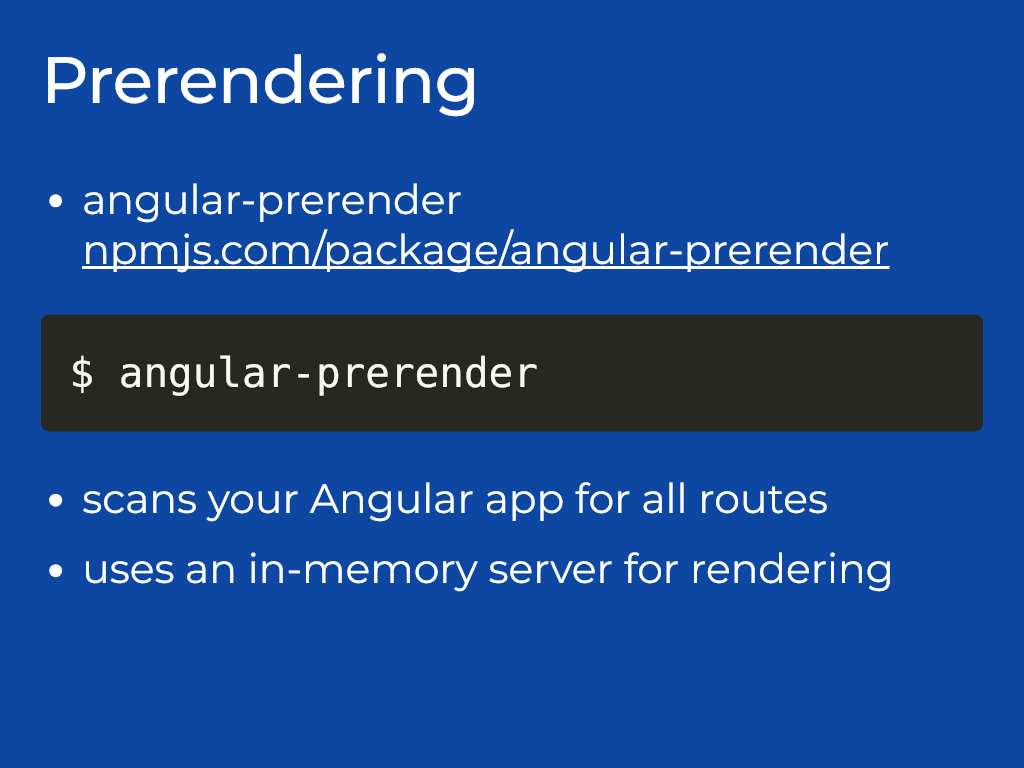 Prerendering
• angular-prerender
npmjs.com/package/angular-prerender
$ angular-prerender
• scans your Angular app for all routes
• uses an in-memory server for rendering